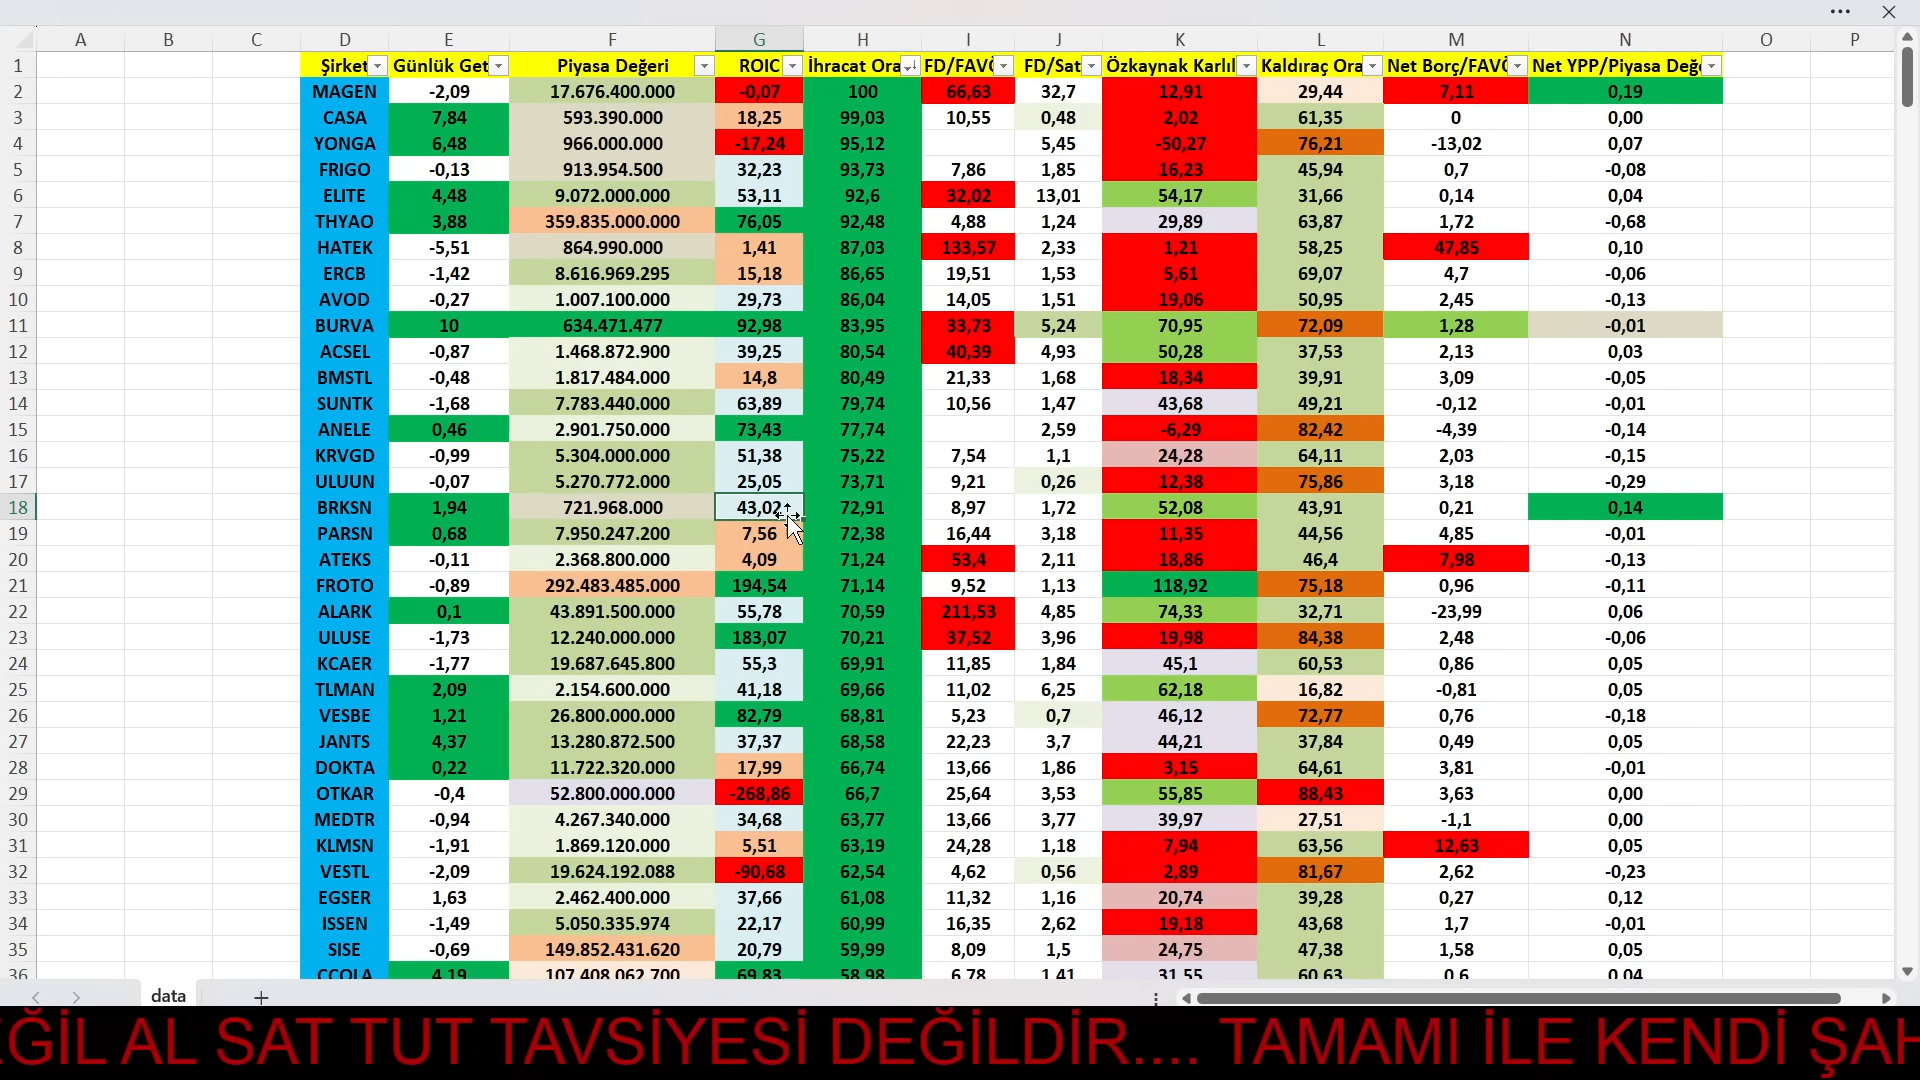 A B C D E F G H I J K L M N O P
1 Şirket Günlük Get Piyasa Değeri ROIC İhracat Ora FD/FAVÖ FD/Sat Özkaynak Karlıl Kaldıraç Ora Net Borç/FAVÖ Net YPP/Piyasa Değe
2 MAGEN -2,09 17.676.400.000 -0,07 100 66,63 32,7 12,91 29,44 7,11 0,19
3 CASA 7,84 593.390.000 18,25 99,03 10,55 0,48 2,02 61,35 0 0,00
4 YONGA 6,48 966.000.000 -17,24 95,12 5,45 -50,27 76,21 -13,02 0,07
5 FRIGO -0,13 913.954.500 32,23 93,73 7,86 1,85 16,23 45,94 0,7 -0,08
6 ELITE 4,48 9.072.000.000 53,11 92,6 32,02 13,01 54,17 31,66 0,14 0,04
7 THYAO 3,88 359.835.000.000 76,05 92,48 4,88 1,24 29,89 63,87 1,72 -0,68
8 HATEK -5,51 864.990.000 1,41 87,03 133,57 2,33 1,21 58,25 47,85 0,10
9 ERCB -1,42 8.616.969.295 15,18 86,65 19,51 1,53 5,61 69,07 4,7 -0,06
10 AVOD -0,27 1.007.100.000 29,73 86,04 14,05 1,51 19,06 50,95 2,45 -0,13
11 BURVA 10 634.471.477 92,98 83,95 33,73 5,24 70,95 72,09 1,28 -0,01
12 ACSEL -0,87 1.468.872.900 39,25 80,54 40,39 4,93 50,28 37,53 2,13 0,03
13 BMSTL -0,48 1.817.484.000 14,8 80,49 21,33 1,68 18,34 39,91 3,09 -0,05
14 SUNTK -1,68 7.783.440.000 63,89 79,74 10,56 1,47 43,68 49,21 -0,12 -0,01
15 ANELE 0,46 2.901.750.000 73,43 77,74 2,59 -6,29 82,42 -4,39 -0,14
16 KRVGD -0,99 5.304.000.000 51,38 75,22 7,54 1,1 24,28 64,11 2,03 -0,15
17 ULUUN -0,07 5.270.772.000 25,05 73,71 9,21 0,26 12,38 75,86 3,18 -0,29
18 BRKSN 1,94 721.968.000 43,02 72,91 8,97 1,72 52,08 43,91 0,21 0,14
19 PARSN 0,68 7.950.247.200 7,56 72,38 16,44 3,18 11,35 44,56 4,85 -0,01
20 ATEKS -0,11 2.368.800.000 4,09 71,24 53,4 2,11 18,86 46,4 7,98 -0,13
21 FROTO -0,89 292.483.485.000 194,54 71,14 9,52 1,13 118,92 75,18 0,96 -0,11
22 ALARK 0,1 43.891.500.000 55,78 70,59 211,53 4,85 74,33 32,71 -23,99 0,06
23 ULUSE -1,73 12.240.000.000 183,07 70,21 37,52 3,96 19,98 84,38 2,48 -0,06
24 KCAER -1,77 19.687.645.800 55,3 69,91 11,85 1,84 45,1 60,53 0,86 0,05
25 TLMAN 2,09 2.154.600.000 41,18 69,66 11,02 6,25 62,18 16,82 -0,81 0,05
26 VESBE 1,21 26.800.000.000 82,79 68,81 5,23 0,7 46,12 72,77 0,76 -0,18
27 JANTS 4,37 13.280.872.500 37,37 68,58 22,23 3,7 44,21 37,84 0,49 0,05
28 DOKTA 0,22 11.722.320.000 17,99 66,74 13,66 1,86 3,15 64,61 3,81 -0,01
29 OTKAR -0,4 52.800.000.000 -268,86 66,7 25,64 3,53 55,85 88,43 3,63 0,00
30 MEDTR -0,94 4.267.340.000 34,68 63,77 13,66 3,77 39,97 27,51 -1,1 0,00
31 KLMSN -1,91 1.869.120.000 5,51 63,19 24,28 1,18 7,94 63,56 12,63 0,05
32 VESTL -2,09 19.624.192.088 -90,68 62,54 4,62 0,56 2,89 81,67 2,62 -0,23
33 EGSER 1,63 2.462.400.000 37,66 61,08 11,32 1,16 20,74 39,28 0,27 0,12
34 ISSEN -1,49 5.050.335.974 22,17 60,99 16,35 2,62 19,18 43,68 1,7 -0,01
35 SISE -0,69 149.852.431.620 20,79 59,99 8,09 1,5 24,75 47,38 1,58 0,05
36 CCOLA 4,19 107.408.062.700 69,83 58,98 6,78 1,41 31,55 60,63 0,6 0,04
data
EĞİL AL SAT TUT TAVSİYESİ DEĞİLDİR.... TAMAMI İLE KENDİ ŞAH